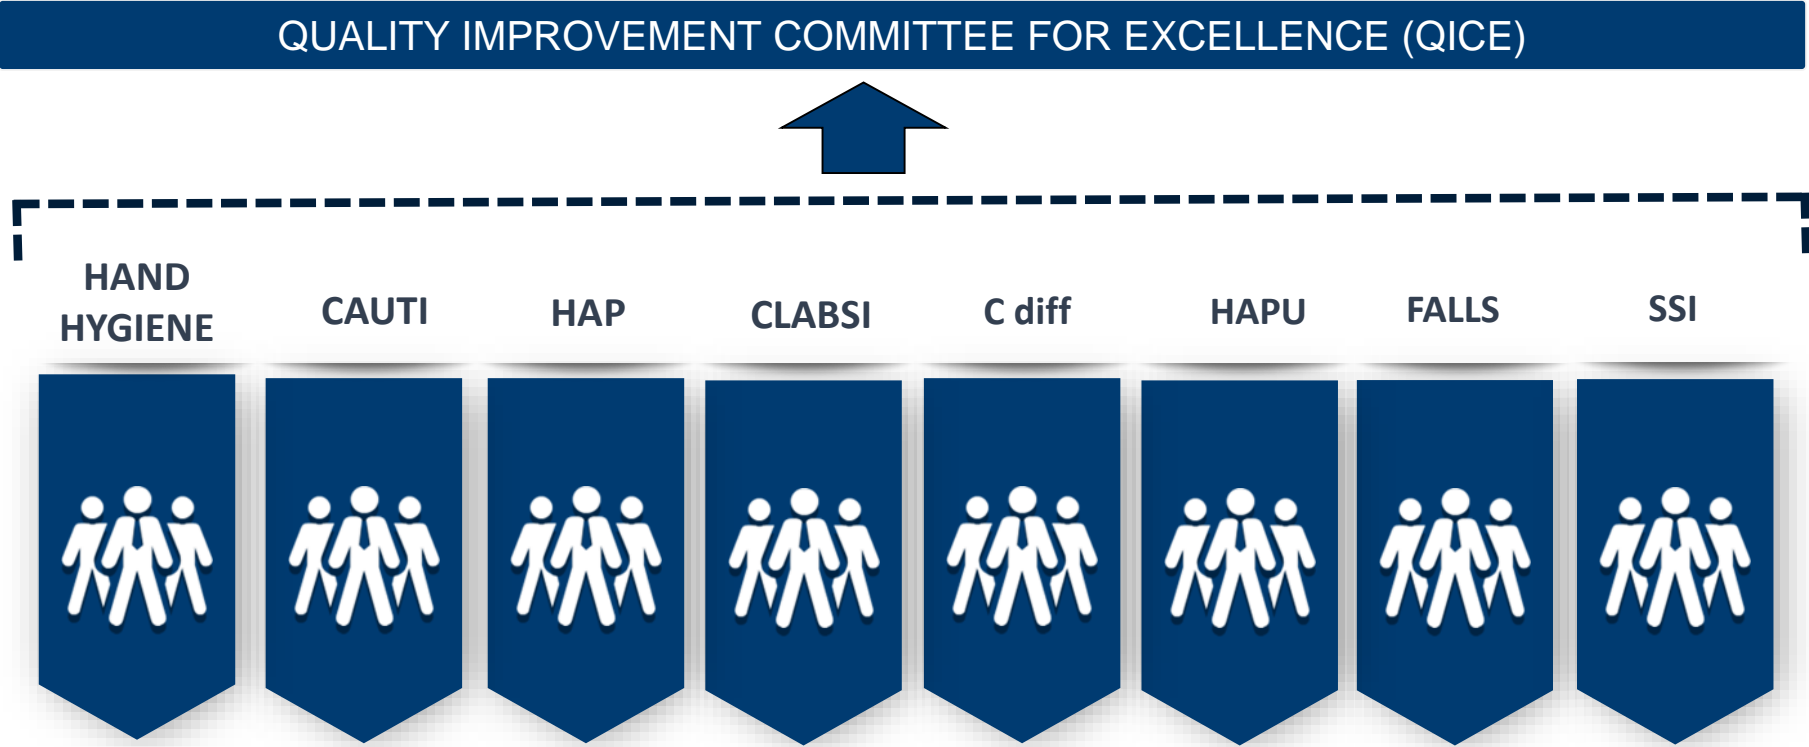 QUALITY IMPROVEMENT COMMITTEE FOR EXCELLENCE (QICE)
HAND
HYGIENE
CAUTI
HAP
CLABSI
C diff
HAPU
FALLS
SSI